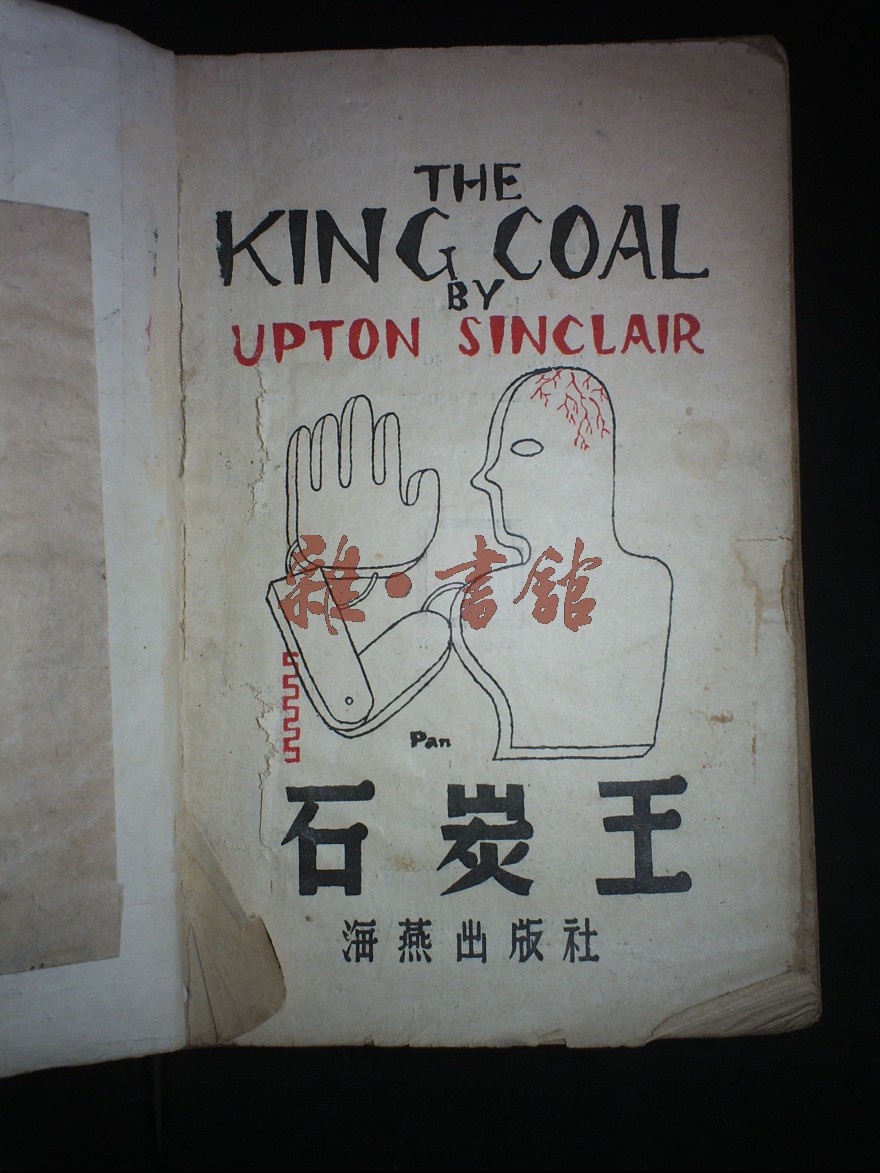 THE
KING COAL
BY
UPTON SINCLAIR
雜·書館
Pan
石炭王
海燕出版社